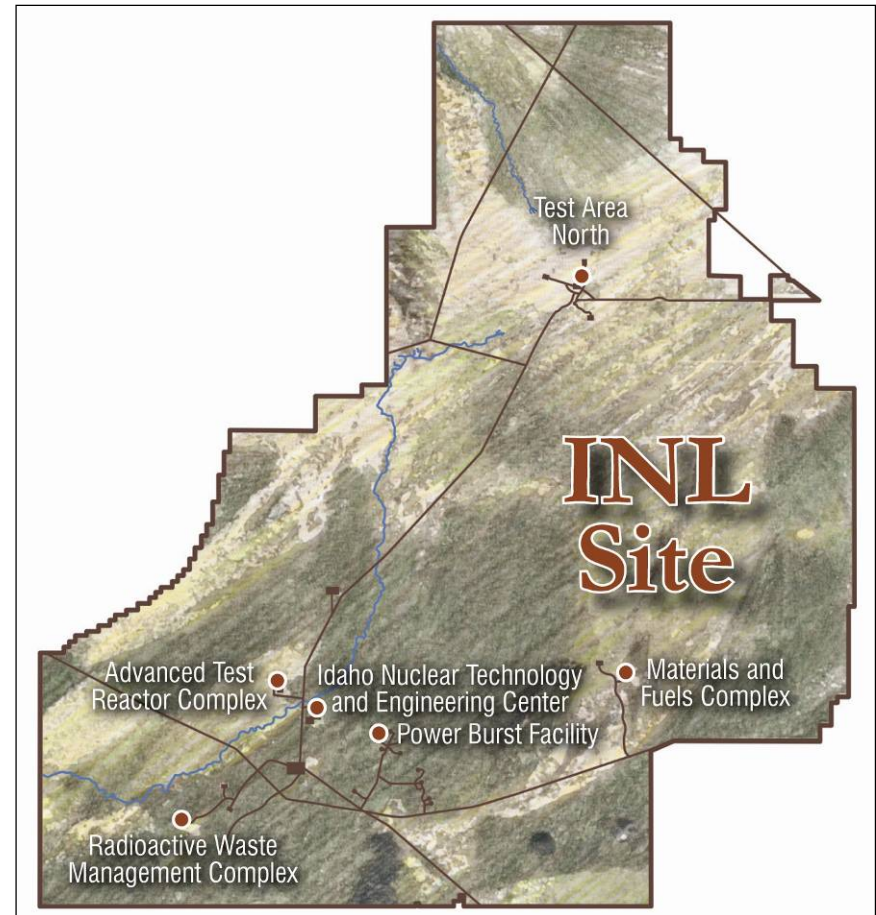 Test Area
North
INL
Site
Advanced Test
Reactor Complex
Idaho Nuclear Technology
and Engineering Center
Power Burst Facility
Materials and
Fuels Complex
Radioactive Waste
Management Complex